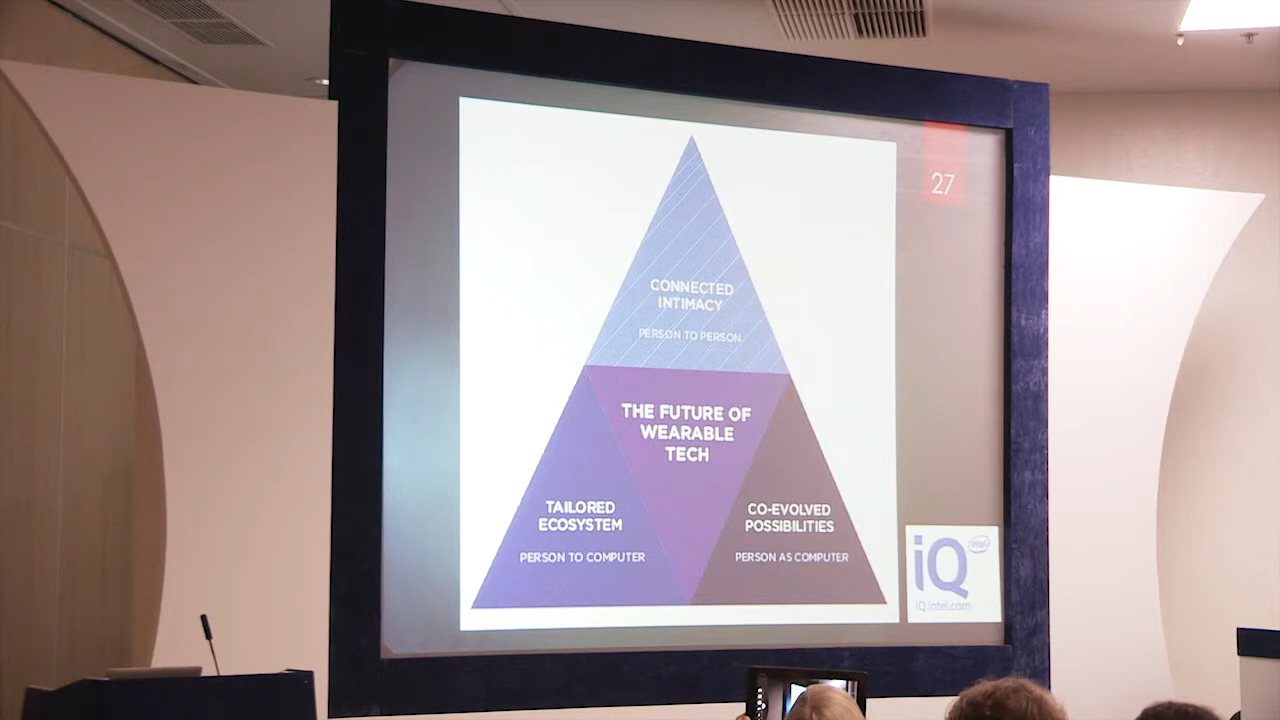 27
CONNECTED
INTIMACY
PERSON TO PERSON
THE FUTURE OF
WEARABLE
TECH
TAILORED
ECOSYSTEM
PERSON TO COMPUTER
CO-EVOLVED
POSSIBILITIES
PERSON AS COMPUTER
iQ intel
iQ.intel.com